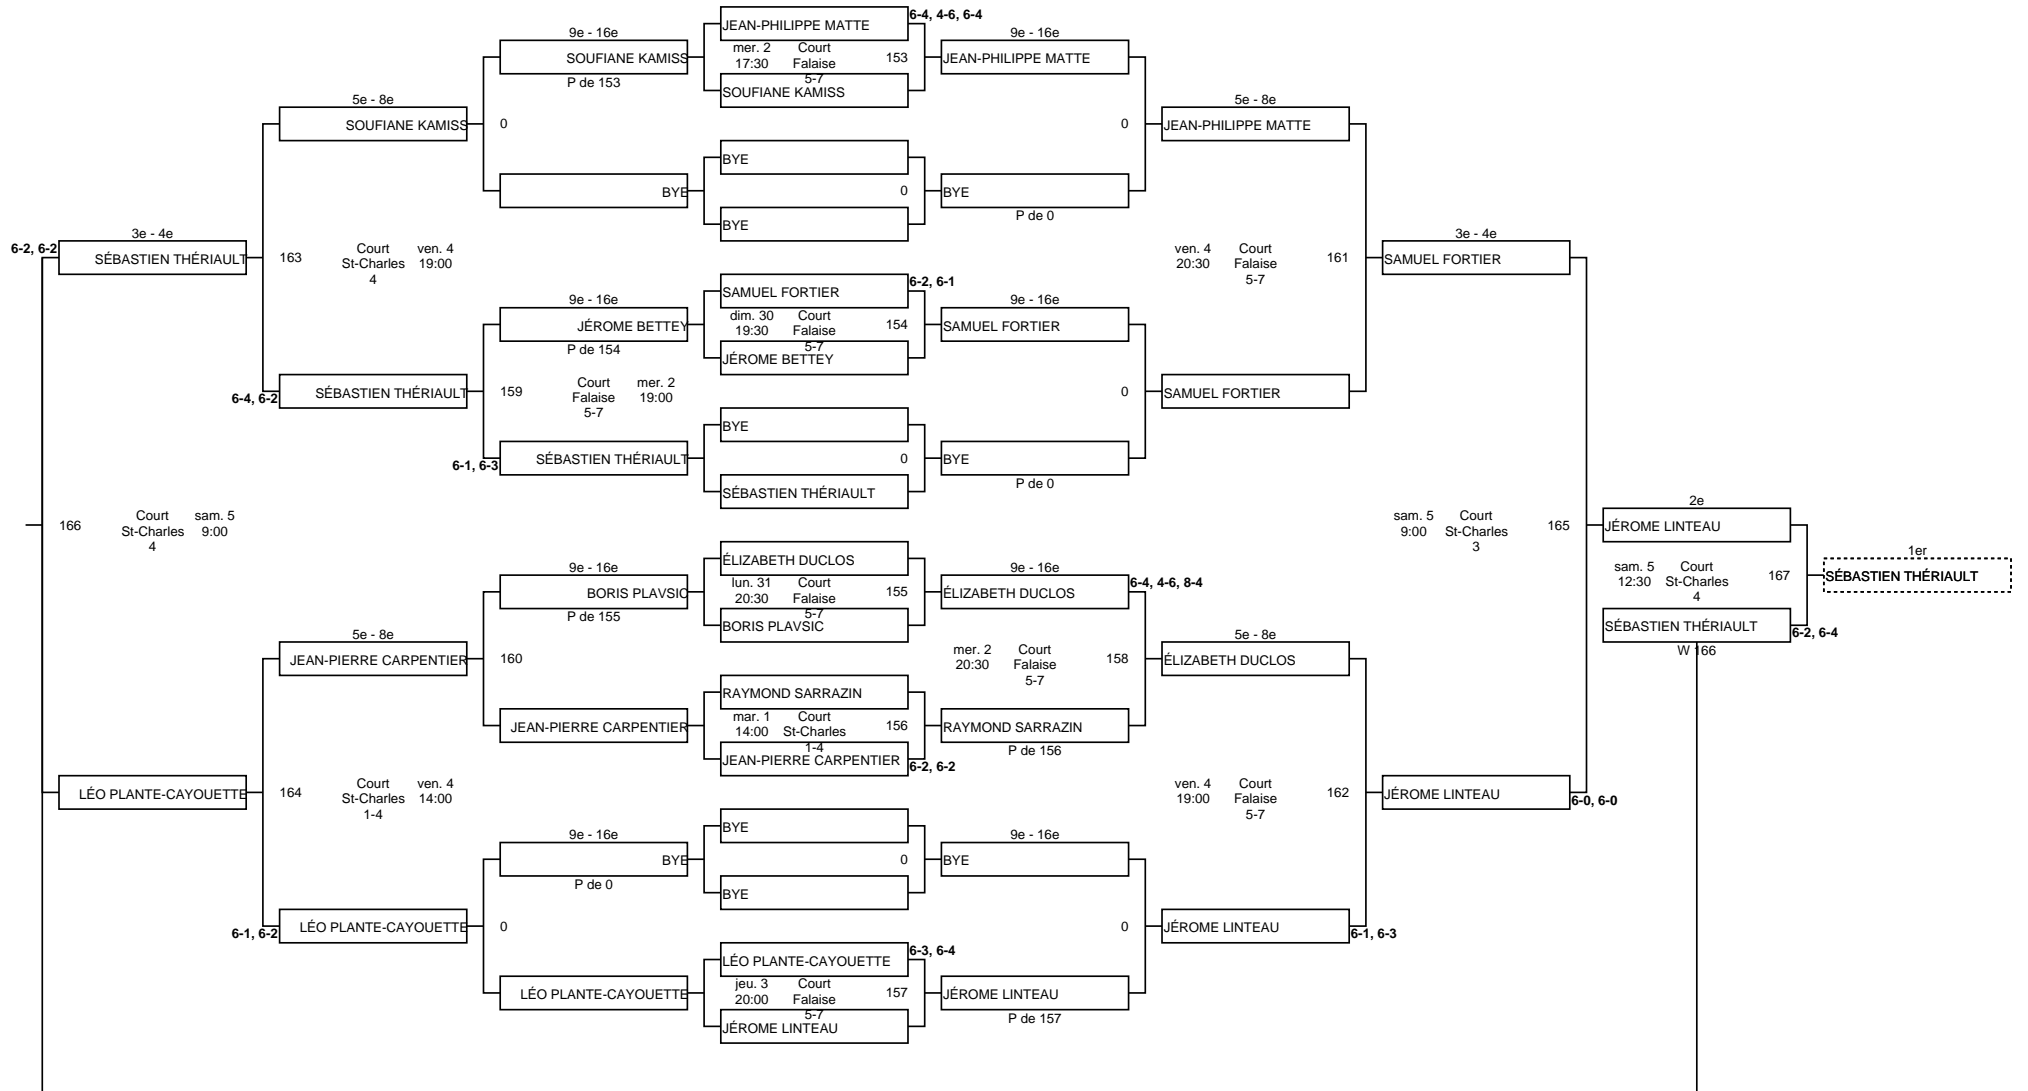 JEAN-PHILIPPE MATTE
6-4, 4-6, 6-4
9e - 16e
9e - 16e
SOUFIANE KAMISS
mer. 2 Court
17:30 Falaise
5-7
153
JEAN-PHILIPPE MATTE
P de 153
SOUFIANE KAMISS
5e - 8e
5e - 8e
SOUFIANE KAMISS
0
0
JEAN-PHILIPPE MATTE
BYE
BYE
0
BYE
P de 0
BYE
3e - 4e
3e - 4e
6-2, 6-2
SÉBASTIEN THÉRIAULT
163
Court ven. 4
St-Charles 19:00
4
ven. 4 Court
20:30 Falaise
5-7
161
SAMUEL FORTIER
SAMUEL FORTIER
6-2, 6-1
9e - 16e
9e - 16e
JÉROME BETTEY
dim. 30 Court
19:30 Falaise
5-7
154
SAMUEL FORTIER
P de 154
JÉROME BETTEY
6-4, 6-2
SÉBASTIEN THÉRIAULT
159
Court mer. 2
Falaise 19:00
5-7
0
SAMUEL FORTIER
BYE
6-1, 6-3
SÉBASTIEN THÉRIAULT
0
BYE
P de 0
SÉBASTIEN THÉRIAULT
166
Court sam. 5
St-Charles 9:00
4
sam. 5 Court
9:00 St-Charles
3
165
2e
JÉROME LINTEAU
sam. 5 Court
12:30 St-Charles
4
167
1er
SÉBASTIEN THÉRIAULT
SÉBASTIEN THÉRIAULT
6-2, 6-4
W 166
ÉLIZABETH DUCLOS
9e - 16e
9e - 16e
BORIS PLAVSIC
lun. 31 Court
20:30 Falaise
5-7
155
ÉLIZABETH DUCLOS
6-4, 4-6, 8-4
P de 155
BORIS PLAVSIC
5e - 8e
5e - 8e
JEAN-PIERRE CARPENTIER
160
mer. 2 Court
20:30 Falaise
5-7
158
ÉLIZABETH DUCLOS
RAYMOND SARRAZIN
JEAN-PIERRE CARPENTIER
mar. 1 Court
14:00 St-Charles
1-4
156
RAYMOND SARRAZIN
P de 156
JEAN-PIERRE CARPENTIER
6-2, 6-2
LÉO PLANTE-CAYOUETTE
164
Court ven. 4
St-Charles 14:00
1-4
ven. 4 Court
19:00 Falaise
5-7
162
JÉROME LINTEAU
6-0, 6-0
9e - 16e
BYE
9e - 16e
BYE
0
BYE
P de 0
BYE
6-1, 6-2
LÉO PLANTE-CAYOUETTE
0
0
JÉROME LINTEAU
6-1, 6-3
LÉO PLANTE-CAYOUETTE
6-3, 6-4
LÉO PLANTE-CAYOUETTE
jeu. 3 Court
20:00 Falaise
5-7
157
JÉROME LINTEAU
P de 157
JÉROME LINTEAU